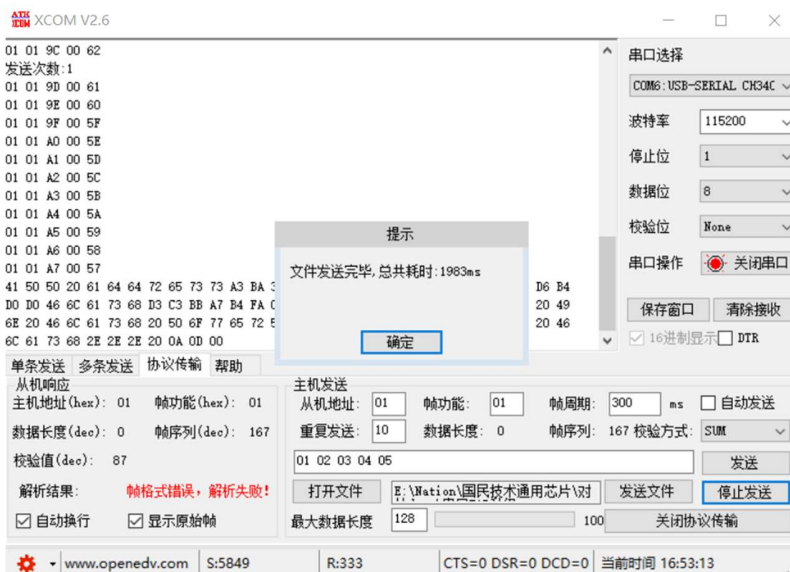 XCOM V2.6
01 01 9C 00 62
发送次数:1
01 01 9D 00 61
01 01 9E 00 60
01 01 9F 00 5F
01 01 A0 00 5E
01 01 A1 00 5D
01 01 A2 00 5C
01 01 A3 00 5B
01 01 A4 00 5A
01 01 A5 00 59
01 01 A6 00 58
01 01 A7 00 57
41 50 50 20 61 64 64 72 65 73 73 A3 BA D6 B4
D0 D0 46 6C 61 73 68 D3 C3 BB A7 B4 FA 20 49
6E 20 46 6C 61 73 68 20 50 6F 77 65 72 20 46
6C 61 73 68 2E 2E 2E 20 0A 0D 00
提示
文件发送完毕,总共耗时:1983ms
确定
串口选择
COM6:USB-SERIAL CH34C
波特率 115200
停止位 1
数据位 8
校验位 None
串口操作 关闭串口
保存窗口 清除接收
16进制显示 DTR
单条发送 多条发送 协议传输 帮助
从机响应
主机地址(hex): 01 帧功能(hex): 01
数据长度(dec): 0 帧序列(dec): 167
校验值(dec): 87
解析结果: 帧格式错误，解析失败!
自动换行 显示原始帧
主机发送
从机地址: 01 帧功能: 01 帧周期: 300 ms 自动发送
重复发送: 10 数据长度: 0 帧序列: 167 校验方式: SUM
01 02 03 04 05 发送
打开文件 E:\Nation\国民技术通用芯片\对 发送文件 停止发送
最大数据长度 128 100 关闭协议传输
www.openedv.com S:5849 R:333 CTS=0 DSR=0 DCD=0 当前时间 16:53:13